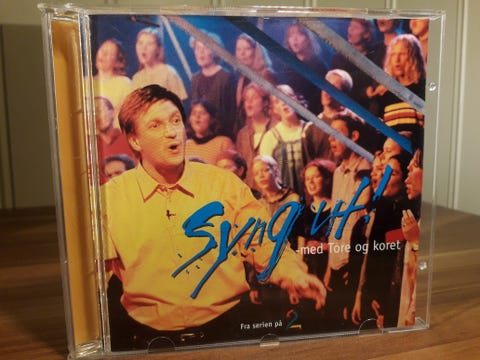 syng ut!
-med Tore og koret
Fra serien på 2